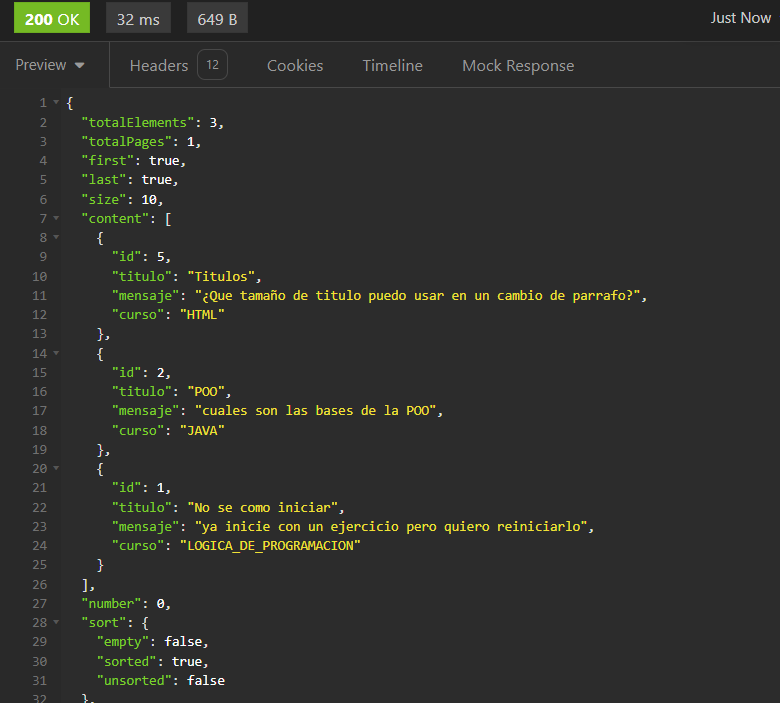 200 OK 32 ms 649 B Just Now
Preview Headers 12 Cookies Timeline Mock Response
1 {
2 "totalElements": 3,
3 "totalPages": 1,
4 "first": true,
5 "last": true,
6 "size": 10,
7 "content": [
8 {
9 "id": 5,
10 "titulo": "Titulos",
11 "mensaje": "¿Que tamaño de titulo puedo usar en un cambio de parrafo?",
12 "curso": "HTML"
13 },
14 {
15 "id": 2,
16 "titulo": "POO",
17 "mensaje": "cuales son las bases de la POO",
18 "curso": "JAVA"
19 },
20 {
21 "id": 1,
22 "titulo": "No se como iniciar",
23 "mensaje": "ya inicie con un ejercicio pero quiero reiniciarlo",
24 "curso": "LOGICA_DE_PROGRAMACION"
25 }
26 ],
27 "number": 0,
28 "sort": {
29 "empty": false,
30 "sorted": true,
31 "unsorted": false
32 },